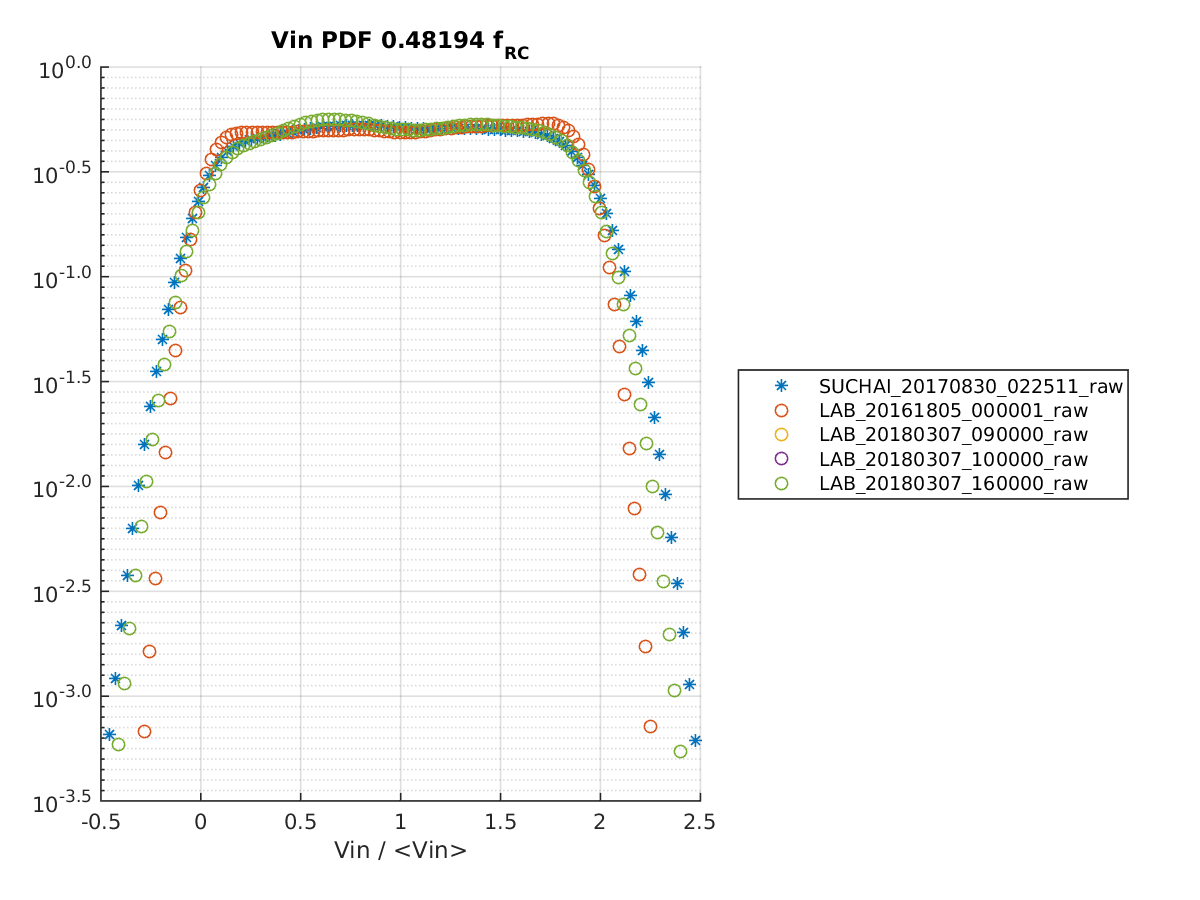 Vin PDF 0.48194 f_RC
10^0.0
10^-0.5
10^-1.0
10^-1.5
10^-2.0
10^-2.5
10^-3.0
10^-3.5
-0.5 0 0.5 1 1.5 2 2.5
Vin / <Vin>
SUCHAI_20170830_022511_raw
LAB_20161805_000001_raw
LAB_20180307_090000_raw
LAB_20180307_100000_raw
LAB_20180307_160000_raw